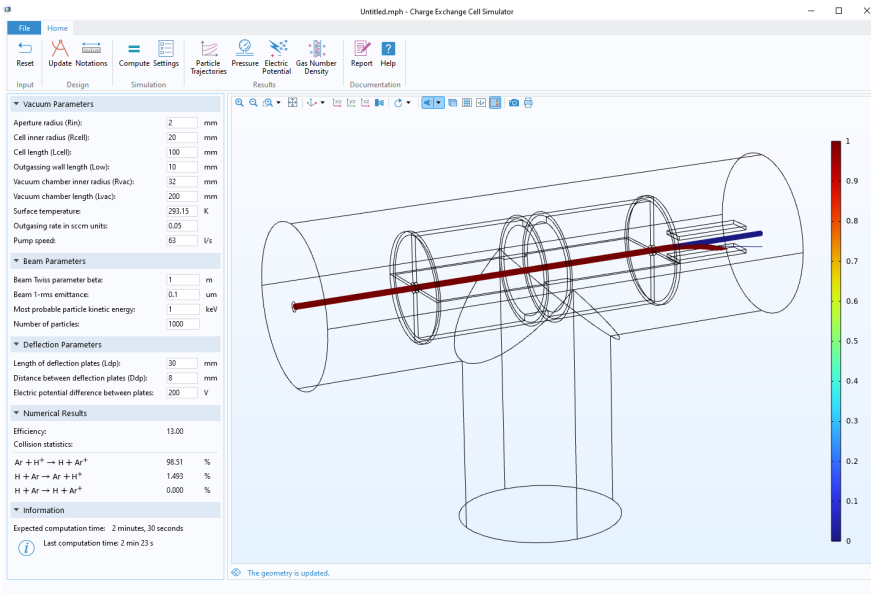 Untitled.mph - Charge Exchange Cell Simulator
File Home
Reset Update Notations Compute Settings Particle Trajectories Pressure Electric Potential Gas Number Density Report Help
Input Design Simulation Results Documentation
Vacuum Parameters
Aperture radius (Rin): 2 mm
Cell inner radius (Rcell): 20 mm
Cell length (Lcell): 100 mm
Outgassing wall length (Low): 10 mm
Vacuum chamber inner radius (Rvac): 32 mm
Vacuum chamber length (Lvac): 200 mm
Surface temperature: 293.15 K
Outgasing rate in sccm units: 0.05
Pump speed: 63 l/s
Beam Parameters
Beam Twiss parameter beta: 1 m
Beam 1-rms emittance: 0.1 um
Most probable particle kinetic energy: 1 keV
Number of particles: 1000
Deflection Parameters
Length of deflection plates (Ldp): 30 mm
Distance between deflection plates (Ddp): 8 mm
Electric potential difference between plates: 200 V
Numerical Results
Efficiency: 13.00
Collision statistics:
Ar + H⁺ → H + Ar⁺ 98.51 %
H + Ar → Ar + H⁺ 1.493 %
H + Ar → H + Ar⁺ 0.000 %
Information
Expected computation time: 2 minutes, 30 seconds
Last computation time: 2 min 23 s
xy yz xz
1
0.9
0.8
0.7
0.6
0.5
0.4
0.3
0.2
0.1
0
The geometry is updated.